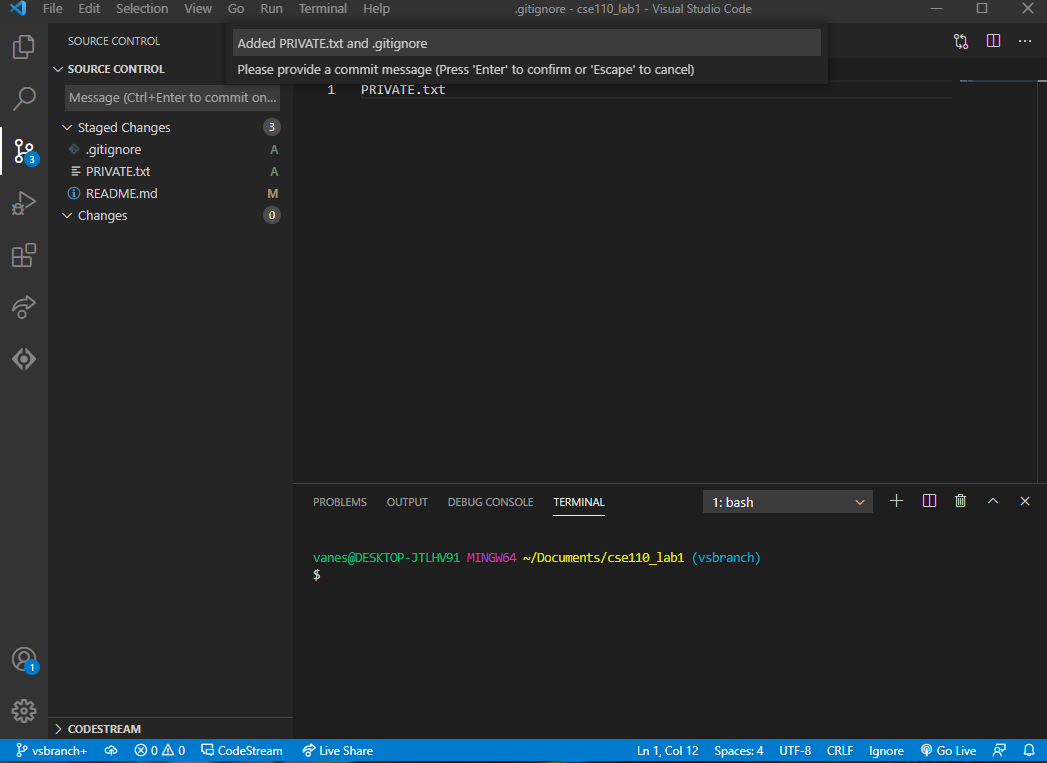 File Edit Selection View Go Run Terminal Help .gitignore - cse110_lab1 - Visual Studio Code
SOURCE CONTROL
Added PRIVATE.txt and .gitignore
Please provide a commit message (Press 'Enter' to confirm or 'Escape' to cancel)
SOURCE CONTROL
Message (Ctrl+Enter to commit on...
Staged Changes 3
.gitignore A
PRIVATE.txt A
README.md M
Changes 0
3
1 PRIVATE.txt
PROBLEMS OUTPUT DEBUG CONSOLE TERMINAL 1: bash
vanes@DESKTOP-JTLHV91 MINGW64 ~/Documents/cse110_lab1 (vsbranch)
$
1
CODESTREAM
vsbranch+ 0 0 CodeStream Live Share Ln 1, Col 12 Spaces: 4 UTF-8 CRLF Ignore Go Live